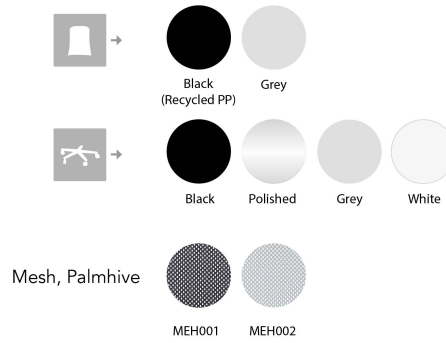 Black
(Recycled PP)
Grey
Black
Polished
Grey
White
Mesh, Palmhive
MEH001
MEH002